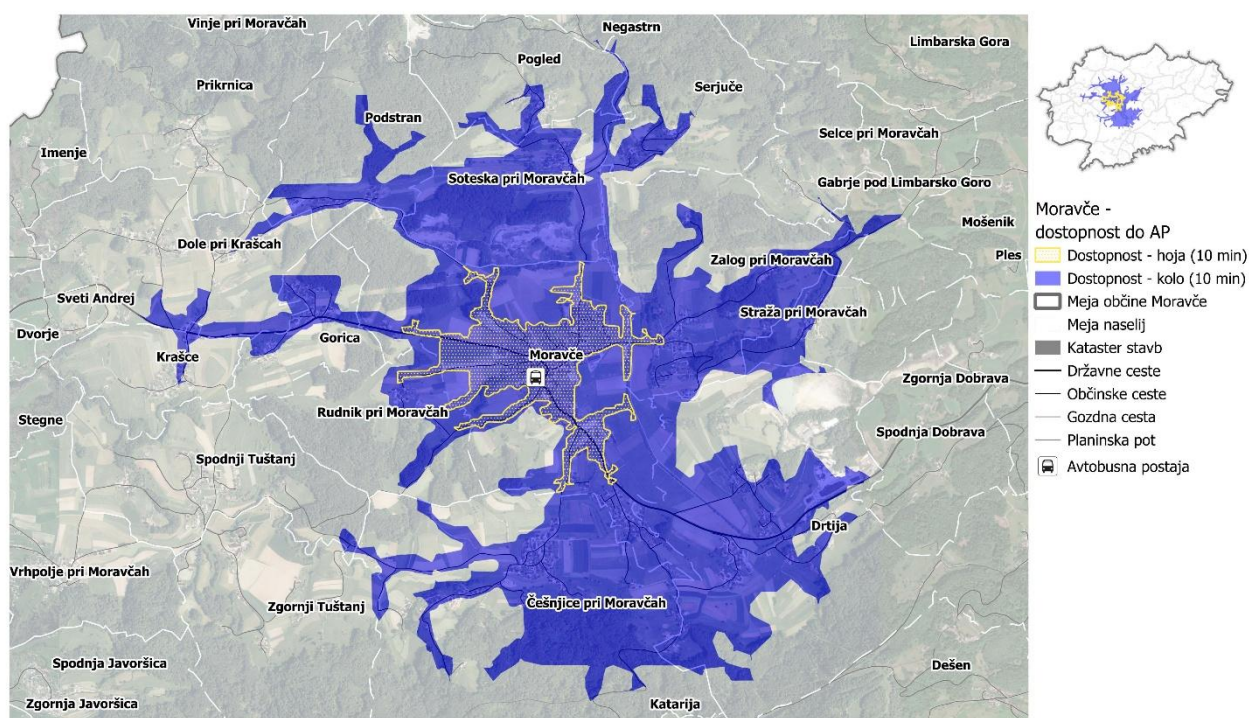 Vinje pri Moravčah
Negastrn
Limbarska Gora
Pogled
Prikrnica
Serjuče
Podstran
Selce pri Moravčah
Imenje
Soteska pri Moravčah
Gabrje pod Limbarsko Goro
Mošenik
Dole pri Krašcah
Zalog pri Moravčah
Ples
Sveti Andrej
Straža pri Moravčah
Dvorje
Gorica
Krašce
Moravče
Zgornja Dobrava
Rudnik pri Moravčah
Stegne
Spodnja Dobrava
Spodnji Tuštanj
Drtija
Vrhpolje pri Moravčah
Zgornji Tuštanj
Češnjice pri Moravčah
Spodnja Javoršica
Dešen
Zgornja Javoršica
Katarija
Moravče -
dostopnost do AP
Dostopnost - hoja (10 min)
Dostopnost - kolo (10 min)
Meja občine Moravče
Meja naselij
Kataster stavb
Državne ceste
Občinske ceste
Gozdna cesta
Planinska pot
Avtobusna postaja